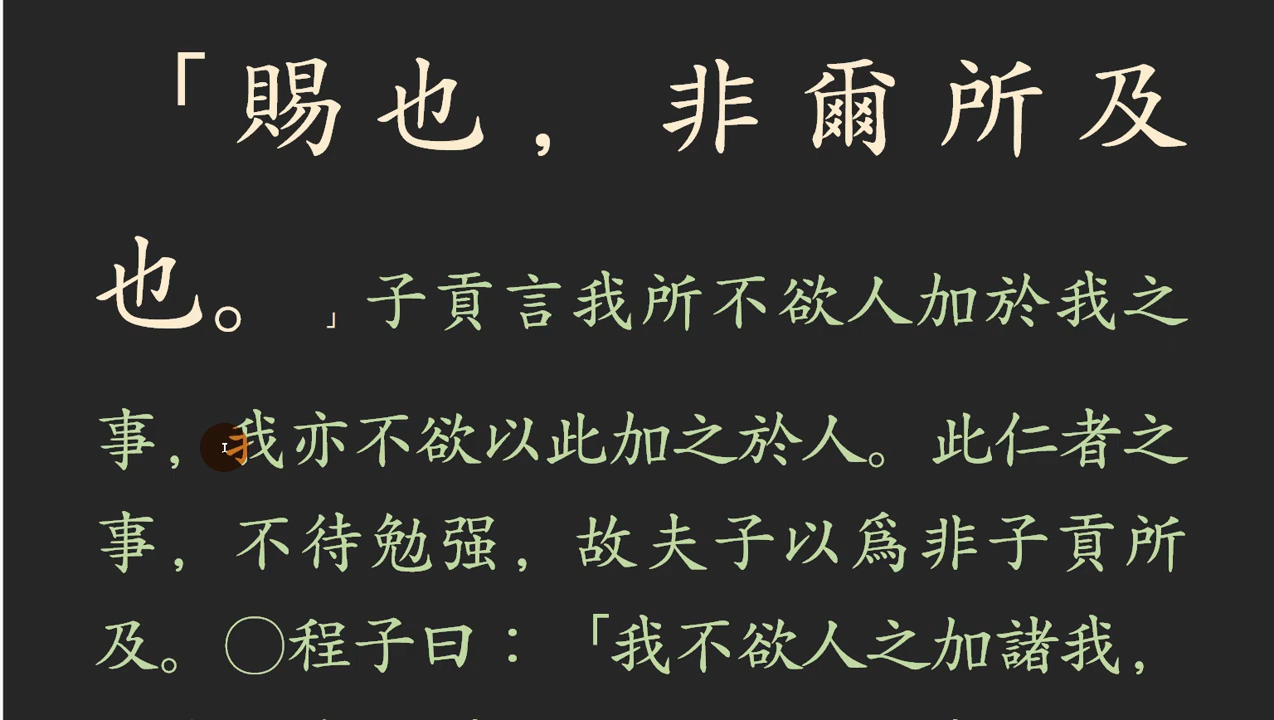 「賜也，非爾所及
也。」子貢言我所不欲人加於我之
事，我亦不欲以此加之於人。此仁者之
事，不待勉强，故夫子以爲非子貢所
及。◯程子曰：「我不欲人之加諸我，